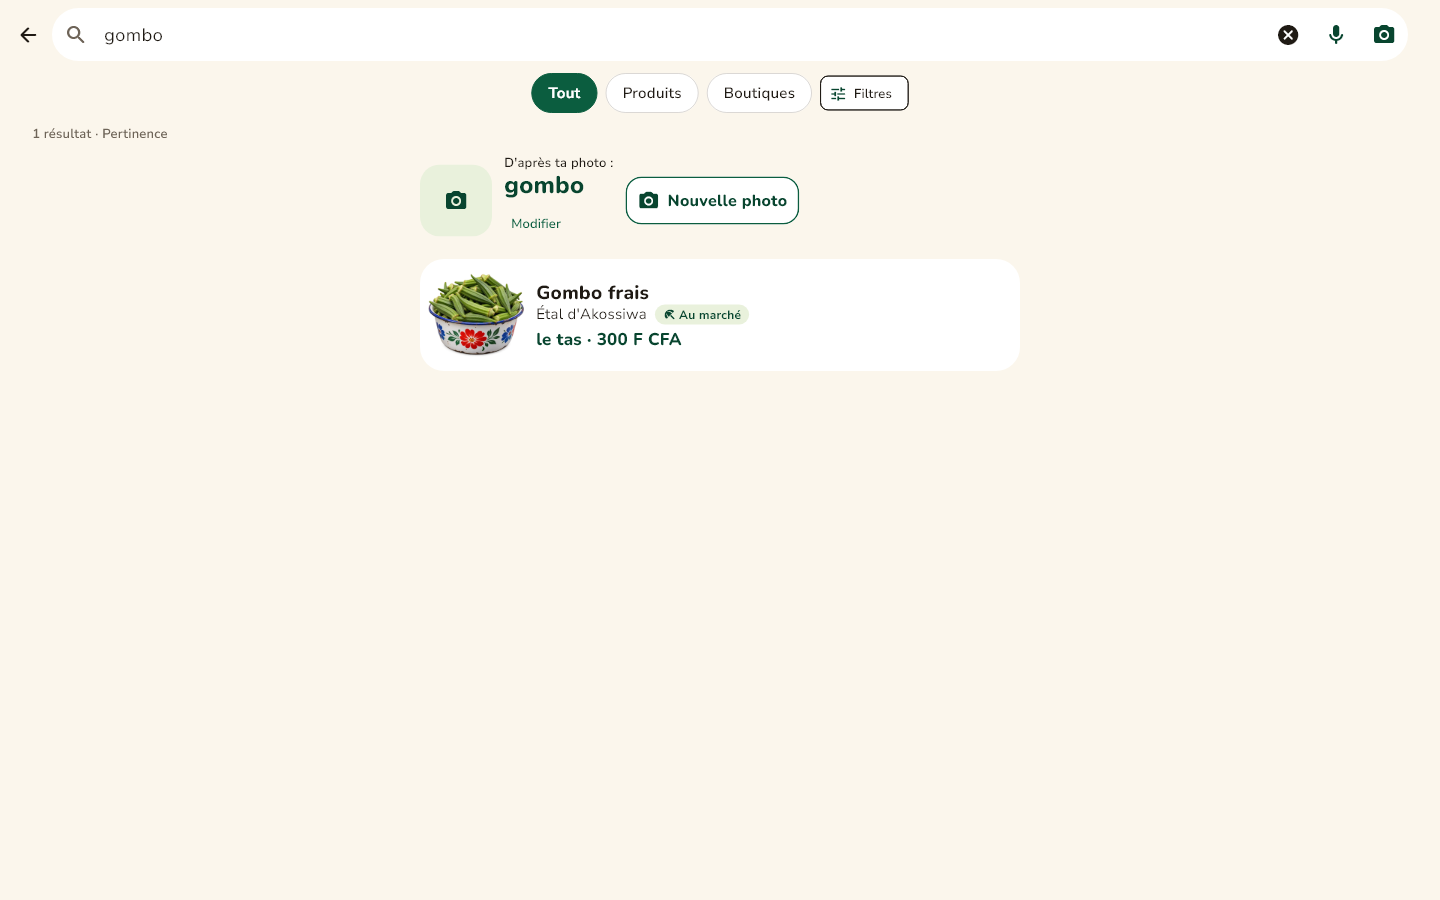 gombo
Tout
Produits
Boutiques
Filtres
1 résultat · Pertinence
D'après ta photo :
gombo
Modifier
Nouvelle photo
Gombo frais
Étal d'Akossiwa
Au marché
le tas · 300 F CFA